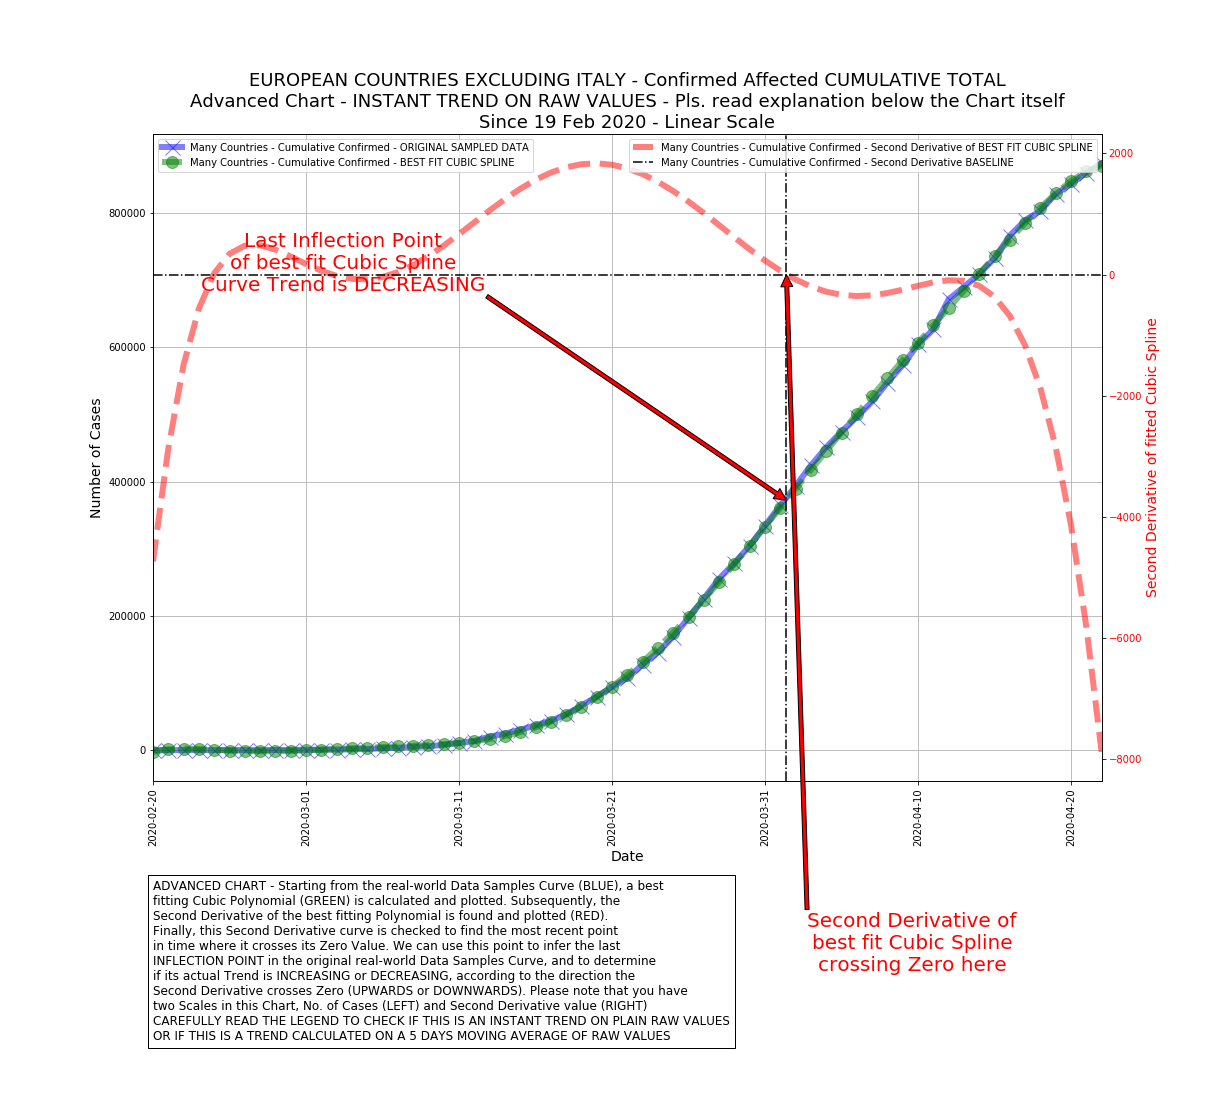 EUROPEAN COUNTRIES EXCLUDING ITALY - Confirmed Affected CUMULATIVE TOTAL
Advanced Chart - INSTANT TREND ON RAW VALUES - Pls. read explanation below the Chart itself
Since 19 Feb 2020 - Linear Scale
Many Countries - Cumulative Confirmed - ORIGINAL SAMPLED DATA
Many Countries - Cumulative Confirmed - BEST FIT CUBIC SPLINE
Many Countries - Cumulative Confirmed - Second Derivative of BEST FIT CUBIC SPLINE
Many Countries - Cumulative Confirmed - Second Derivative BASELINE
Last Inflection Point
of best fit Cubic Spline
Curve Trend is DECREASING
Number of Cases
800000
600000
400000
200000
0
2000
0
−2000
−4000
−6000
−8000
Second Derivative of fitted Cubic Spline
2020-02-20
2020-03-01
2020-03-11
2020-03-21
2020-03-31
2020-04-10
2020-04-20
Date
ADVANCED CHART - Starting from the real-world Data Samples Curve (BLUE), a best
fitting Cubic Polynomial (GREEN) is calculated and plotted. Subsequently, the
Second Derivative of the best fitting Polynomial is found and plotted (RED).
Finally, this Second Derivative curve is checked to find the most recent point
in time where it crosses its Zero Value. We can use this point to infer the last
INFLECTION POINT in the original real-world Data Samples Curve, and to determine
if its actual Trend is INCREASING or DECREASING, according to the direction the
Second Derivative crosses Zero (UPWARDS or DOWNWARDS). Please note that you have
two Scales in this Chart, No. of Cases (LEFT) and Second Derivative value (RIGHT)
CAREFULLY READ THE LEGEND TO CHECK IF THIS IS AN INSTANT TREND ON PLAIN RAW VALUES
OR IF THIS IS A TREND CALCULATED ON A 5 DAYS MOVING AVERAGE OF RAW VALUES
Second Derivative of
best fit Cubic Spline
crossing Zero here